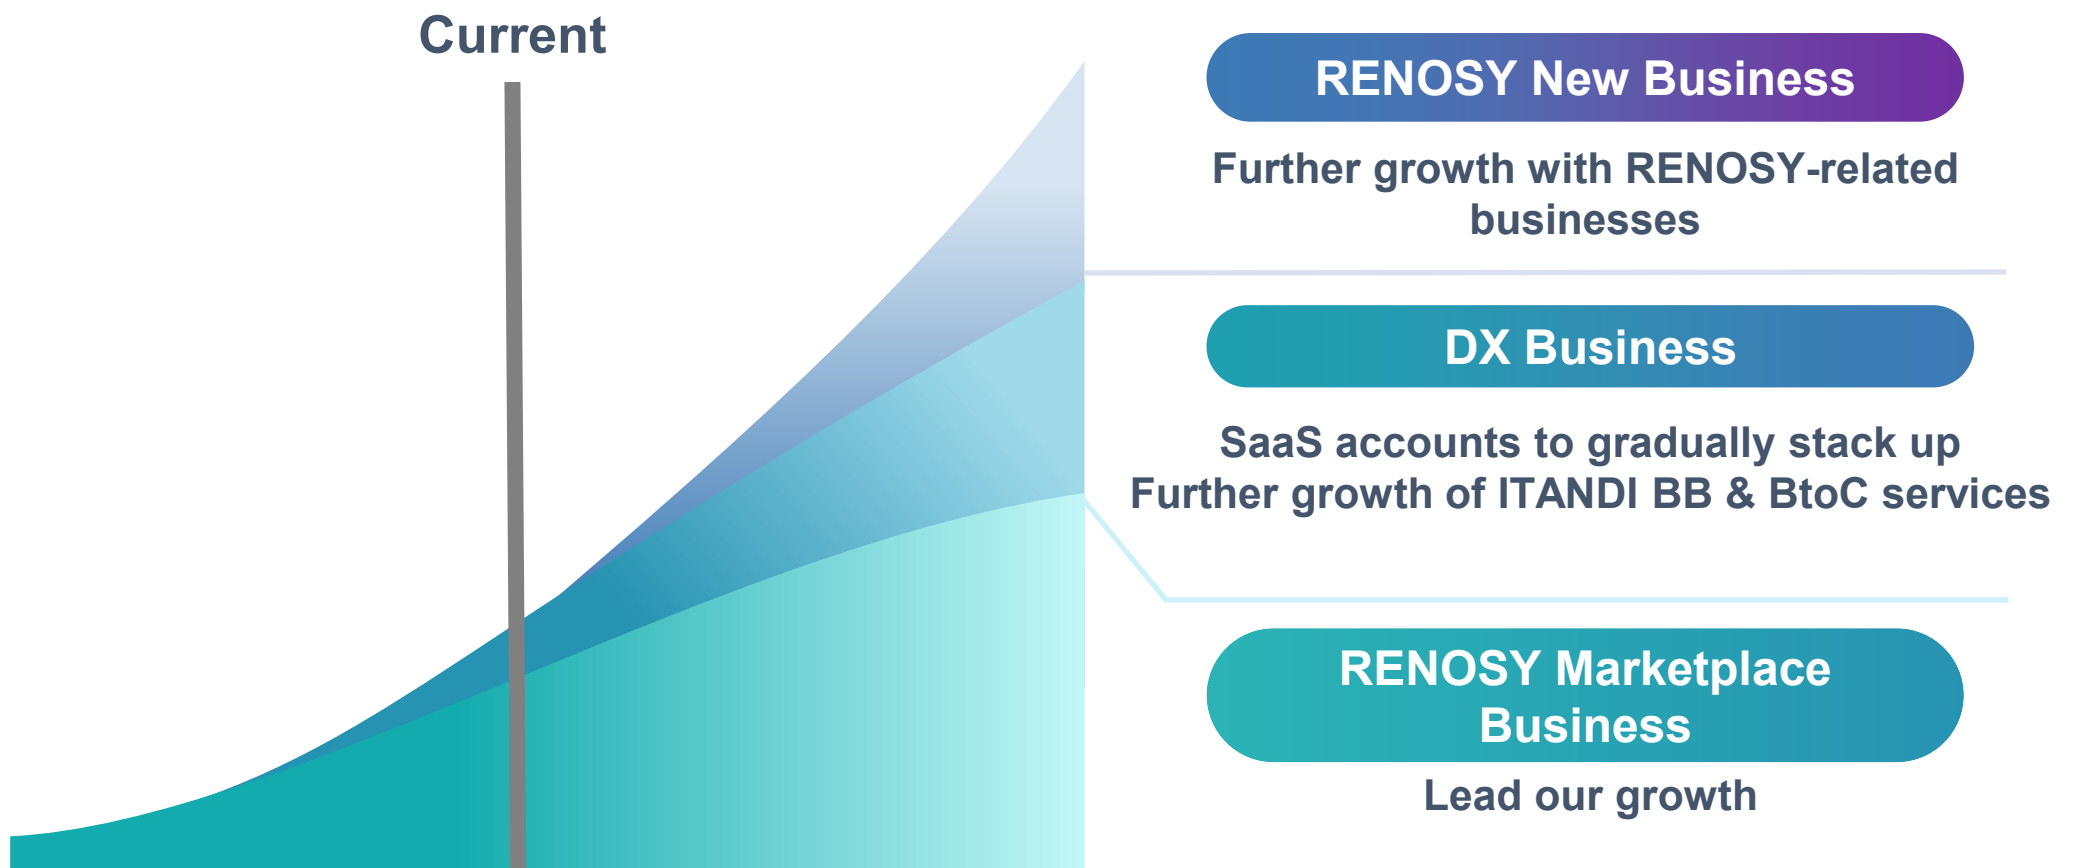 Current
RENOSY New Business
Further growth with RENOSY-related
businesses
DX Business
SaaS accounts to gradually stack up
Further growth of ITANDI BB & BtoC services
RENOSY Marketplace
Business
Lead our growth